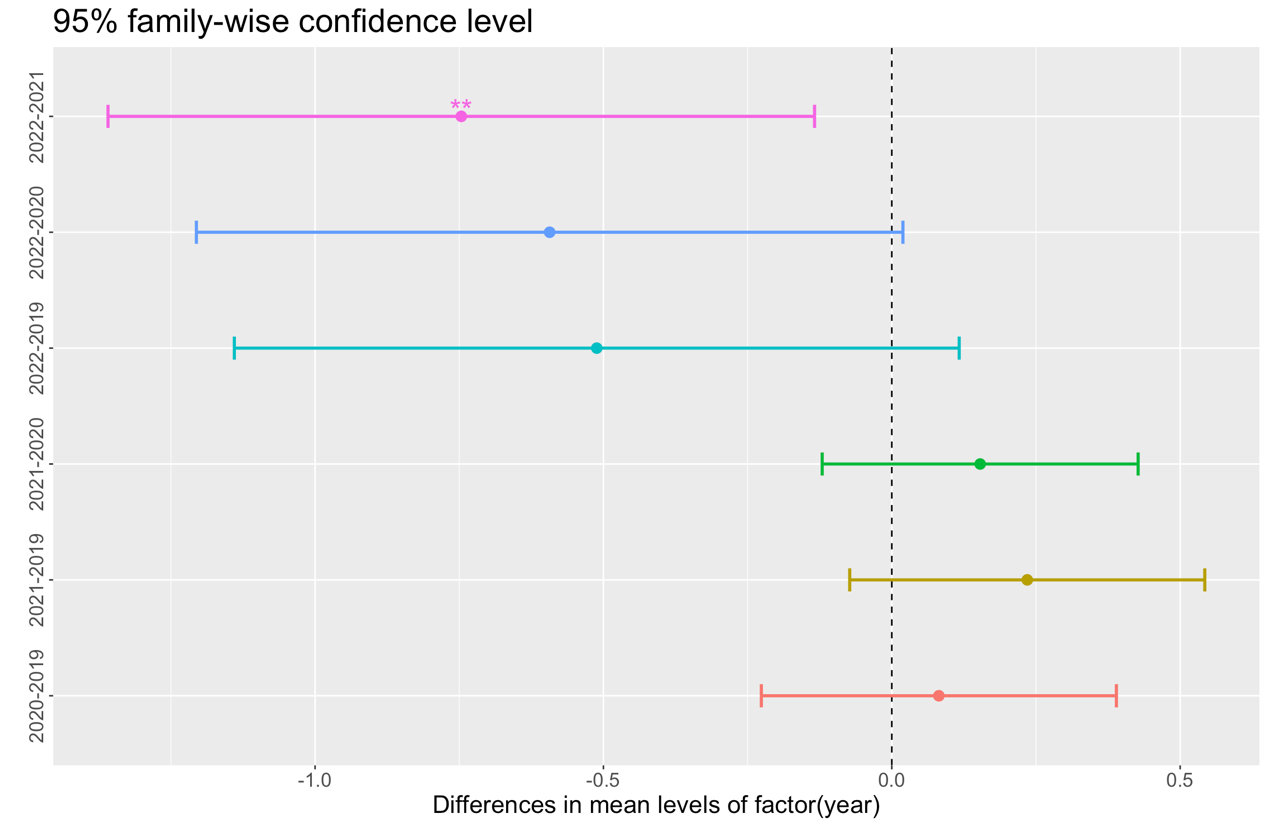 95% family-wise confidence level
**
2022-2021
2022-2020
2022-2019
2021-2020
2021-2019
2020-2019
-1.0 -0.5 0.0 0.5
Differences in mean levels of factor(year)